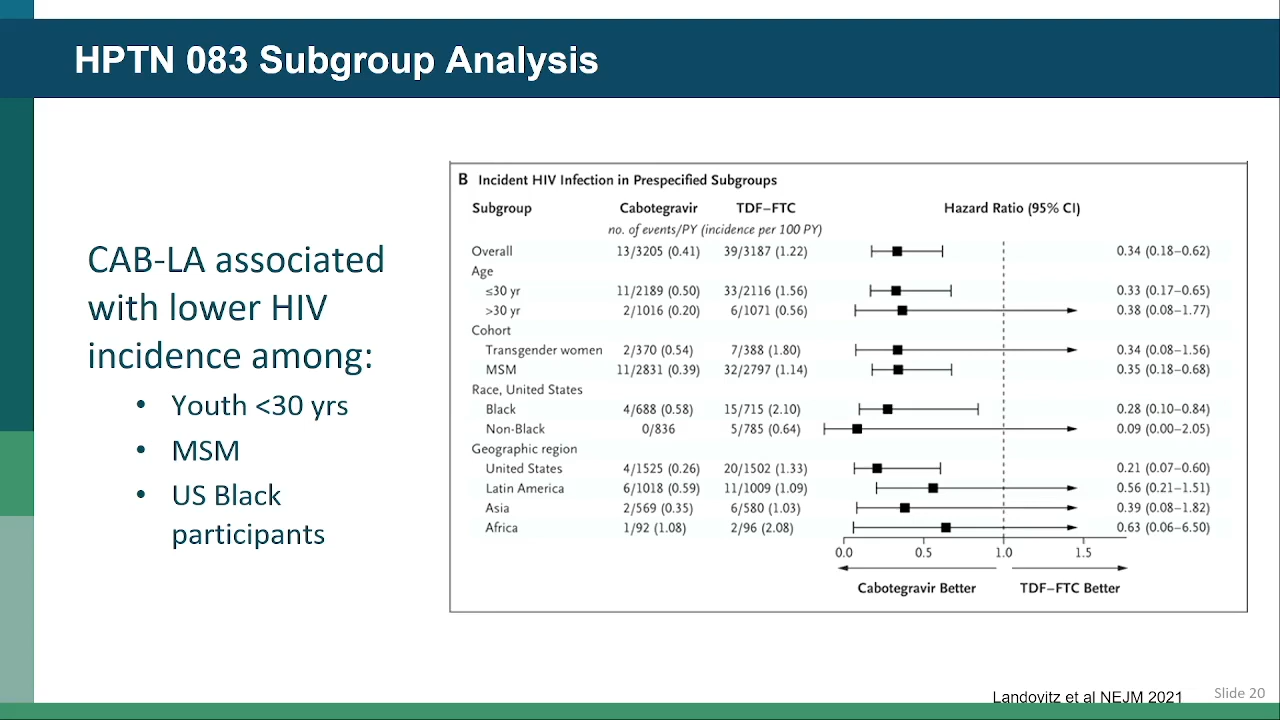 HPTN 083 Subgroup Analysis
CAB-LA associated
with lower HIV
incidence among:
• Youth <30 yrs
• MSM
• US Black
participants
B Incident HIV Infection in Prespecified Subgroups
Subgroup Cabotegravir TDF–FTC Hazard Ratio (95% CI)
no. of events/PY (incidence per 100 PY)
Overall 13/3205 (0.41) 39/3187 (1.22) 0.34 (0.18–0.62)
Age
≤30 yr 11/2189 (0.50) 33/2116 (1.56) 0.33 (0.17–0.65)
>30 yr 2/1016 (0.20) 6/1071 (0.56) 0.38 (0.08–1.77)
Cohort
Transgender women 2/370 (0.54) 7/388 (1.80) 0.34 (0.08–1.56)
MSM 11/2831 (0.39) 32/2797 (1.14) 0.35 (0.18–0.68)
Race, United States
Black 4/688 (0.58) 15/715 (2.10) 0.28 (0.10–0.84)
Non-Black 0/836 5/785 (0.64) 0.09 (0.00–2.05)
Geographic region
United States 4/1525 (0.26) 20/1502 (1.33) 0.21 (0.07–0.60)
Latin America 6/1018 (0.59) 11/1009 (1.09) 0.56 (0.21–1.51)
Asia 2/569 (0.35) 6/580 (1.03) 0.39 (0.08–1.82)
Africa 1/92 (1.08) 2/96 (2.08) 0.63 (0.06–6.50)
0.0 0.5 1.0 1.5
Cabotegravir Better TDF–FTC Better
Landovitz et al NEJM 2021
Slide 20